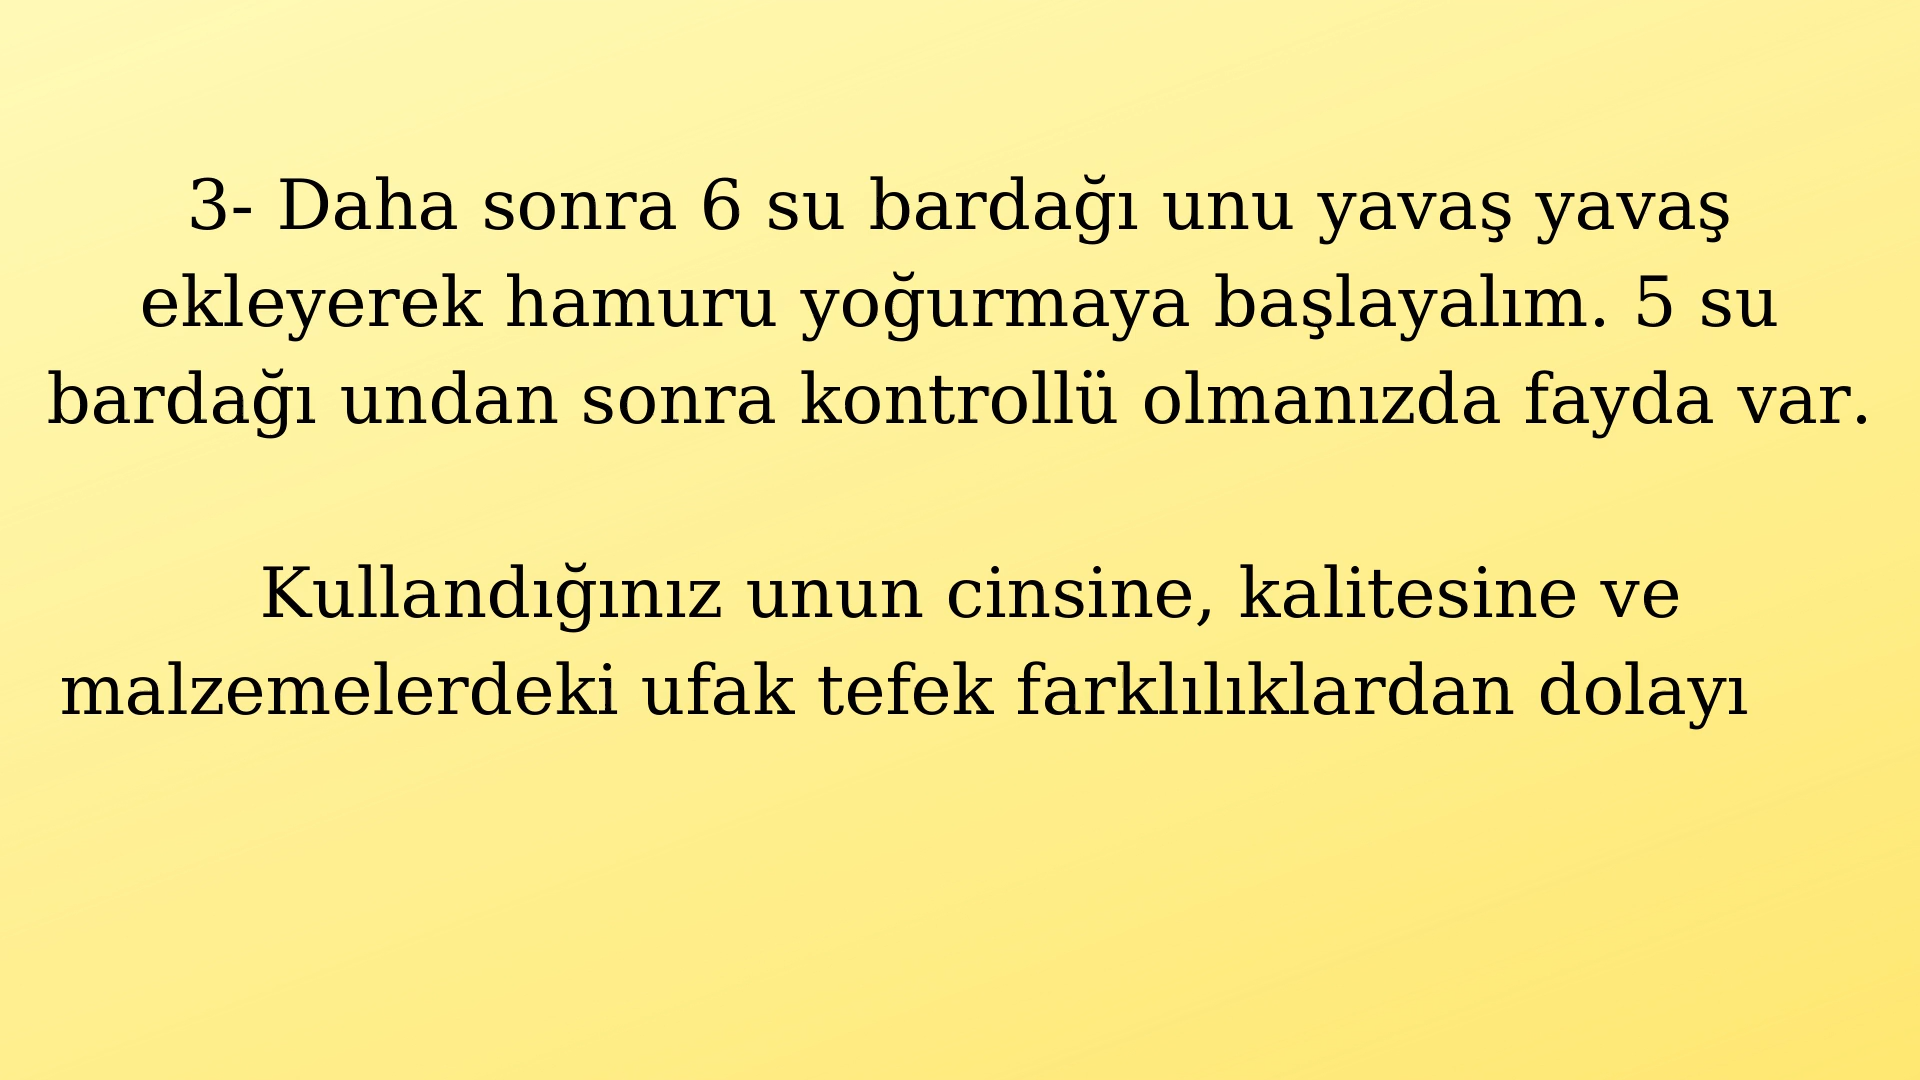 3- Daha sonra 6 su bardağı unu yavaş yavaş
ekleyerek hamuru yoğurmaya başlayalım. 5 su
bardağı undan sonra kontrollü olmanızda fayda var.
Kullandığınız unun cinsine, kalitesine ve
malzemelerdeki ufak tefek farklılıklardan dolayı